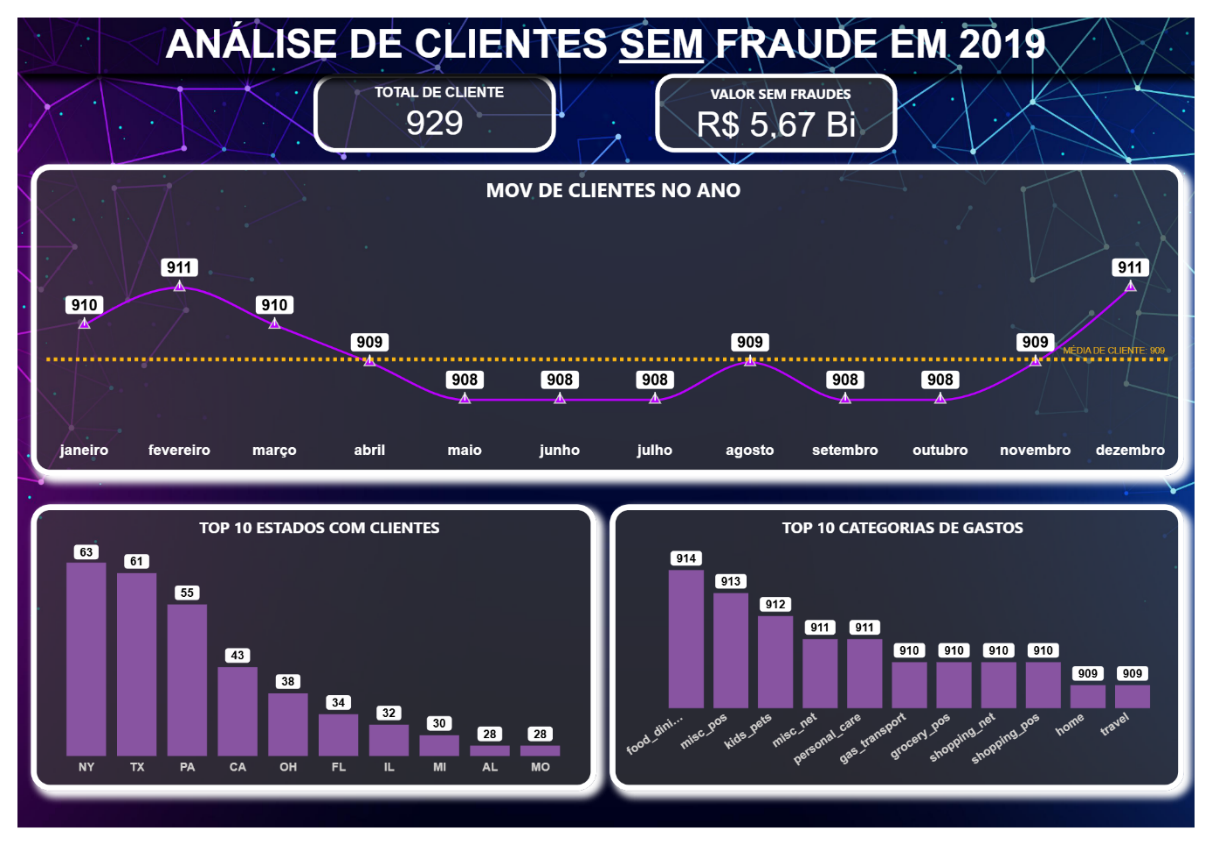 ANÁLISE DE CLIENTES SEM FRAUDE EM 2019
TOTAL DE CLIENTE
929
VALOR SEM FRAUDES
R$ 5,67 Bi
MOV DE CLIENTES NO ANO
910
911
910
909
908
908
908
909
908
908
909
911
MÉDIA DE CLIENTE: 909
janeiro
fevereiro
março
abril
maio
junho
julho
agosto
setembro
outubro
novembro
dezembro
TOP 10 ESTADOS COM CLIENTES
63
61
55
43
38
34
32
30
28
28
NY
TX
PA
CA
OH
FL
IL
MI
AL
MO
TOP 10 CATEGORIAS DE GASTOS
914
913
912
911
911
910
910
910
910
909
909
food_dini...
misc_pos
kids_pets
misc_net
personal_care
gas_transport
grocery_pos
shopping_net
shopping_pos
home
travel